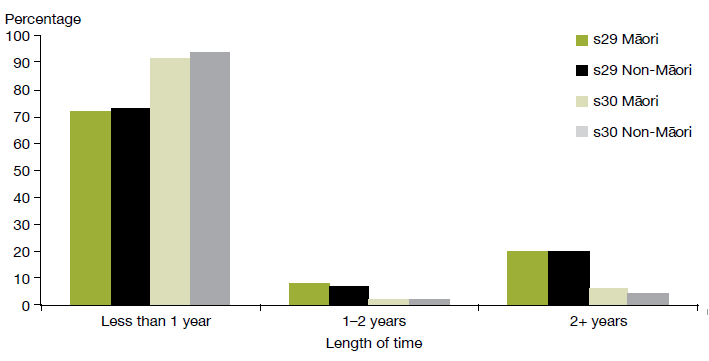 Percentage
100
90
80
70
60
50
40
30
20
10
0
s29 Māori
s29 Non-Māori
s30 Māori
s30 Non-Māori
Less than 1 year
1–2 years
2+ years
Length of time